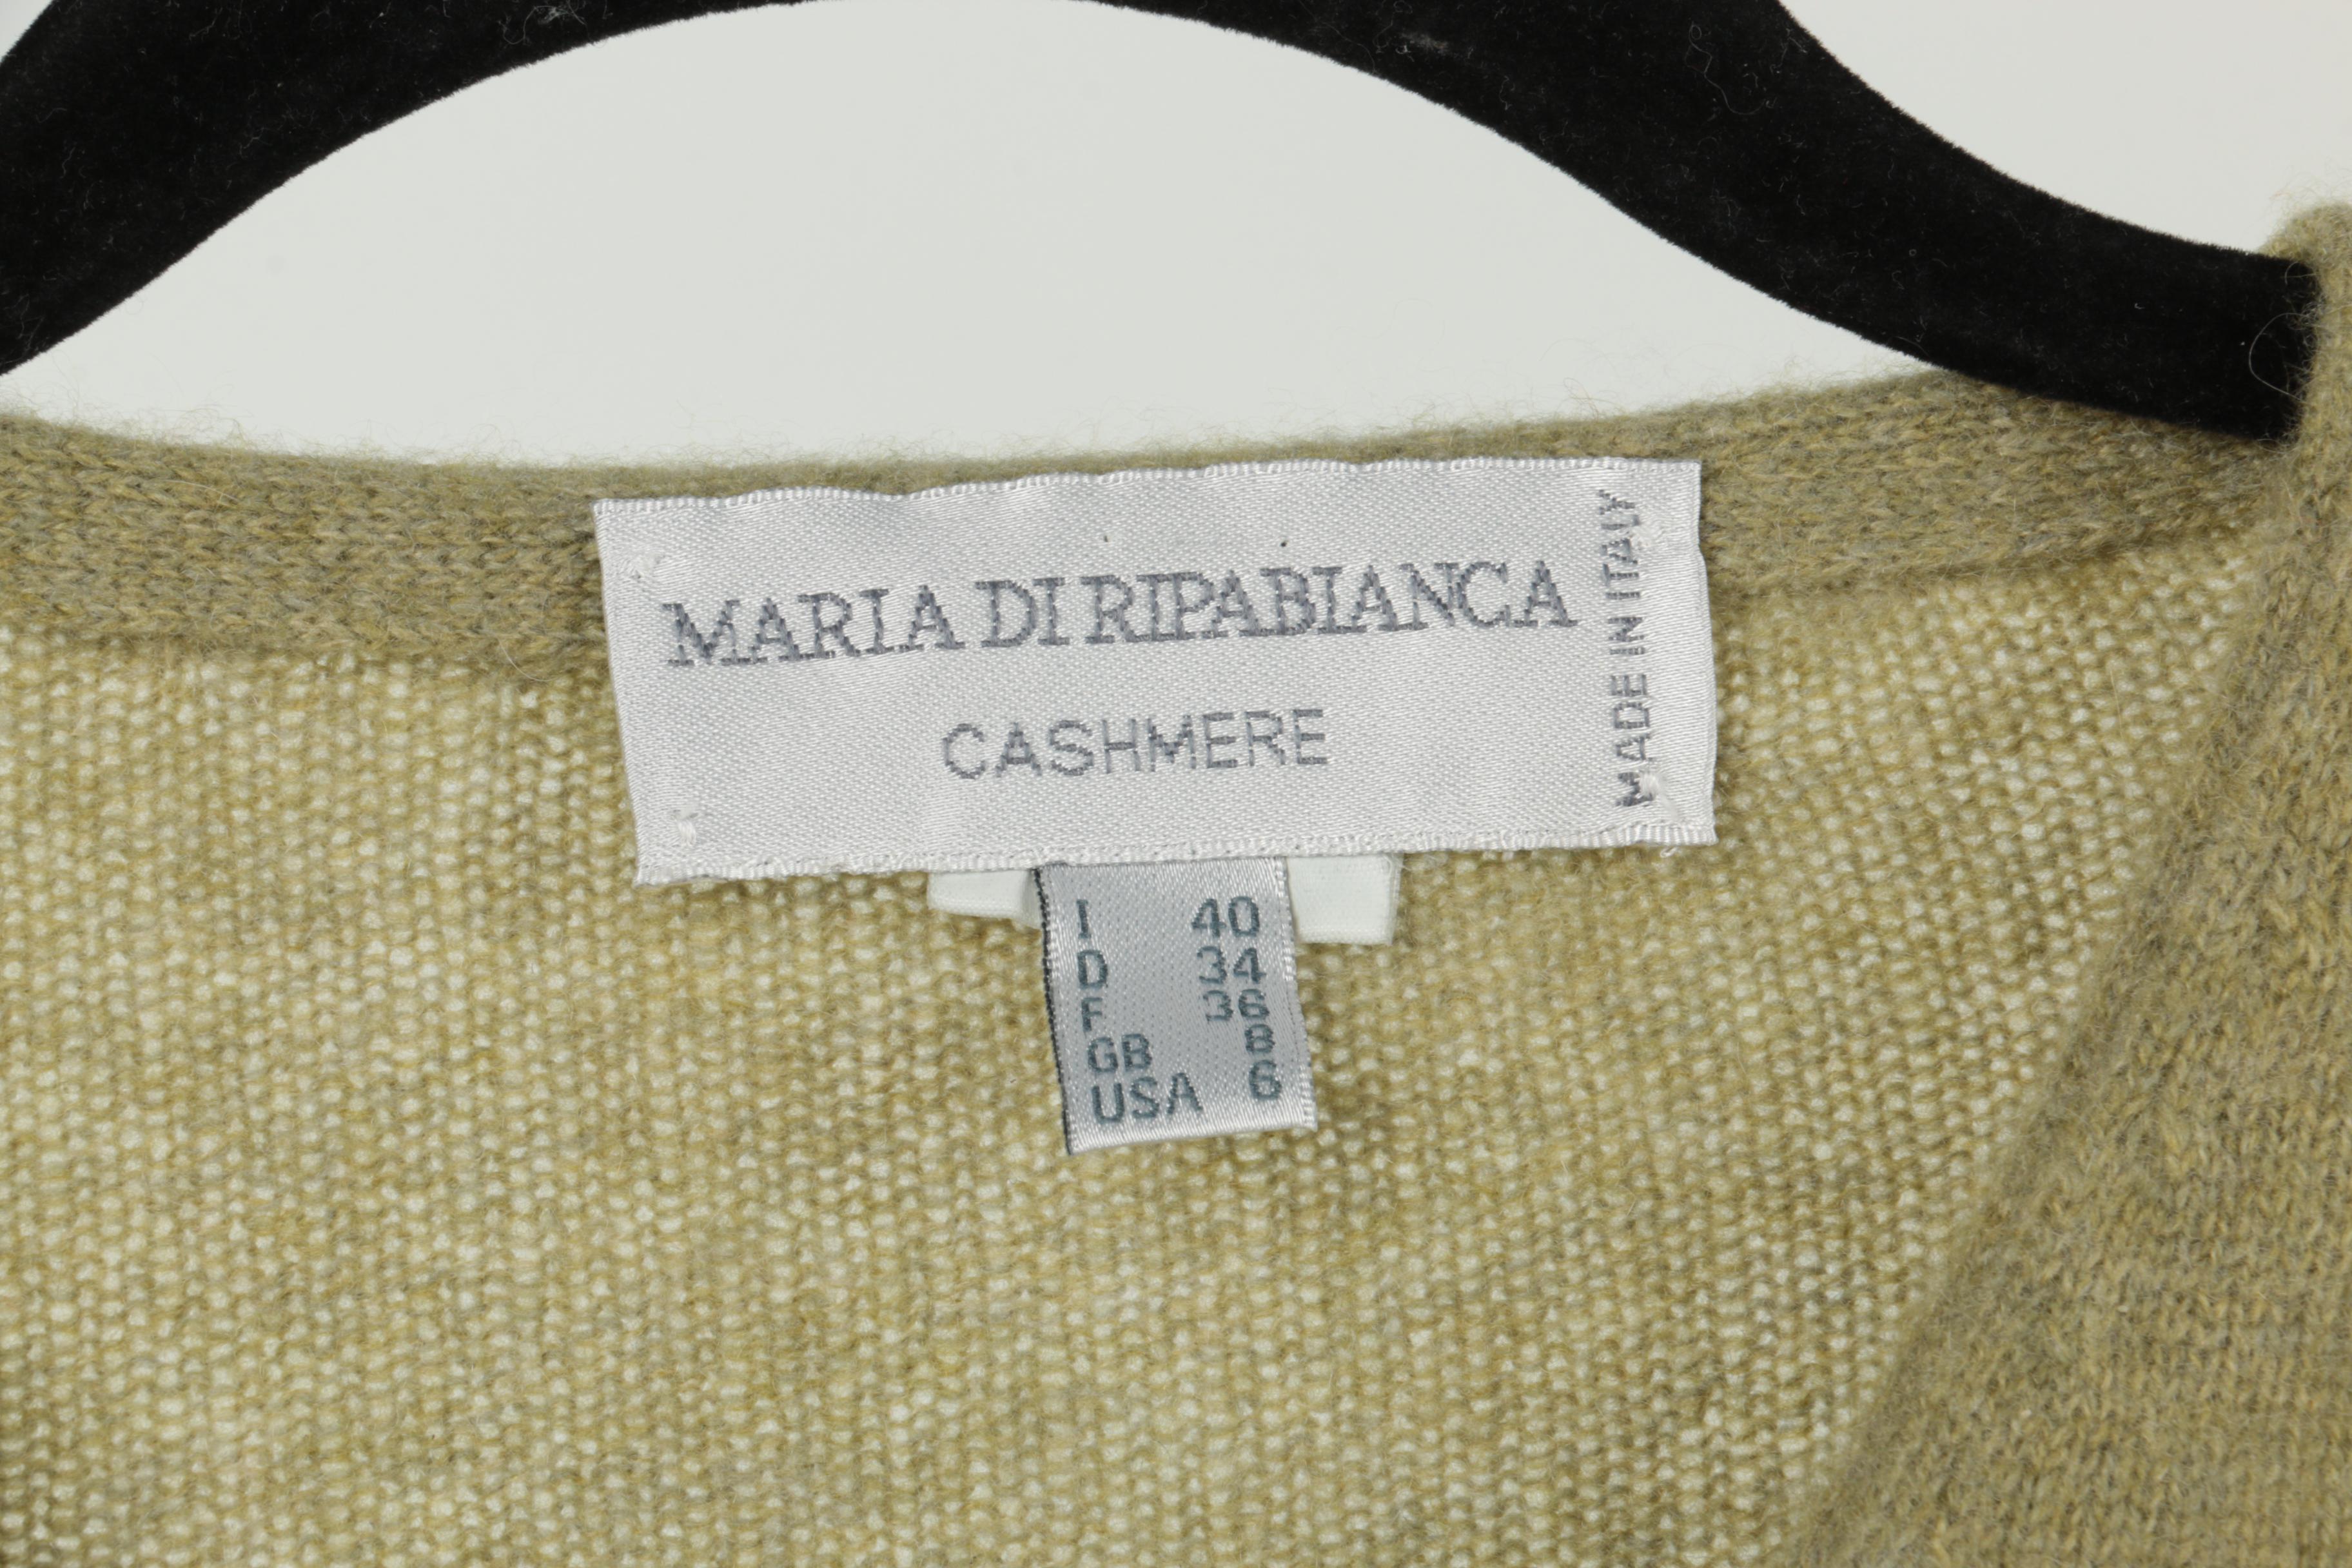 MARIA DI RIPABIANCA
CASHMERE
MADE IN ITALY
I 40
D 34
F 36
GB 8
USA 6